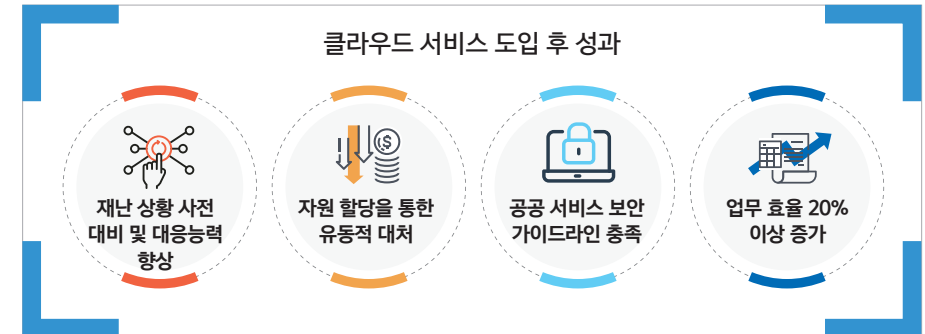 클라우드 서비스 도입 후 성과
재난 상황 사전
대비 및 대응능력
향상
자원 할당을 통한
유동적 대처
공공 서비스 보안
가이드라인 충족
업무 효율 20%
이상 증가